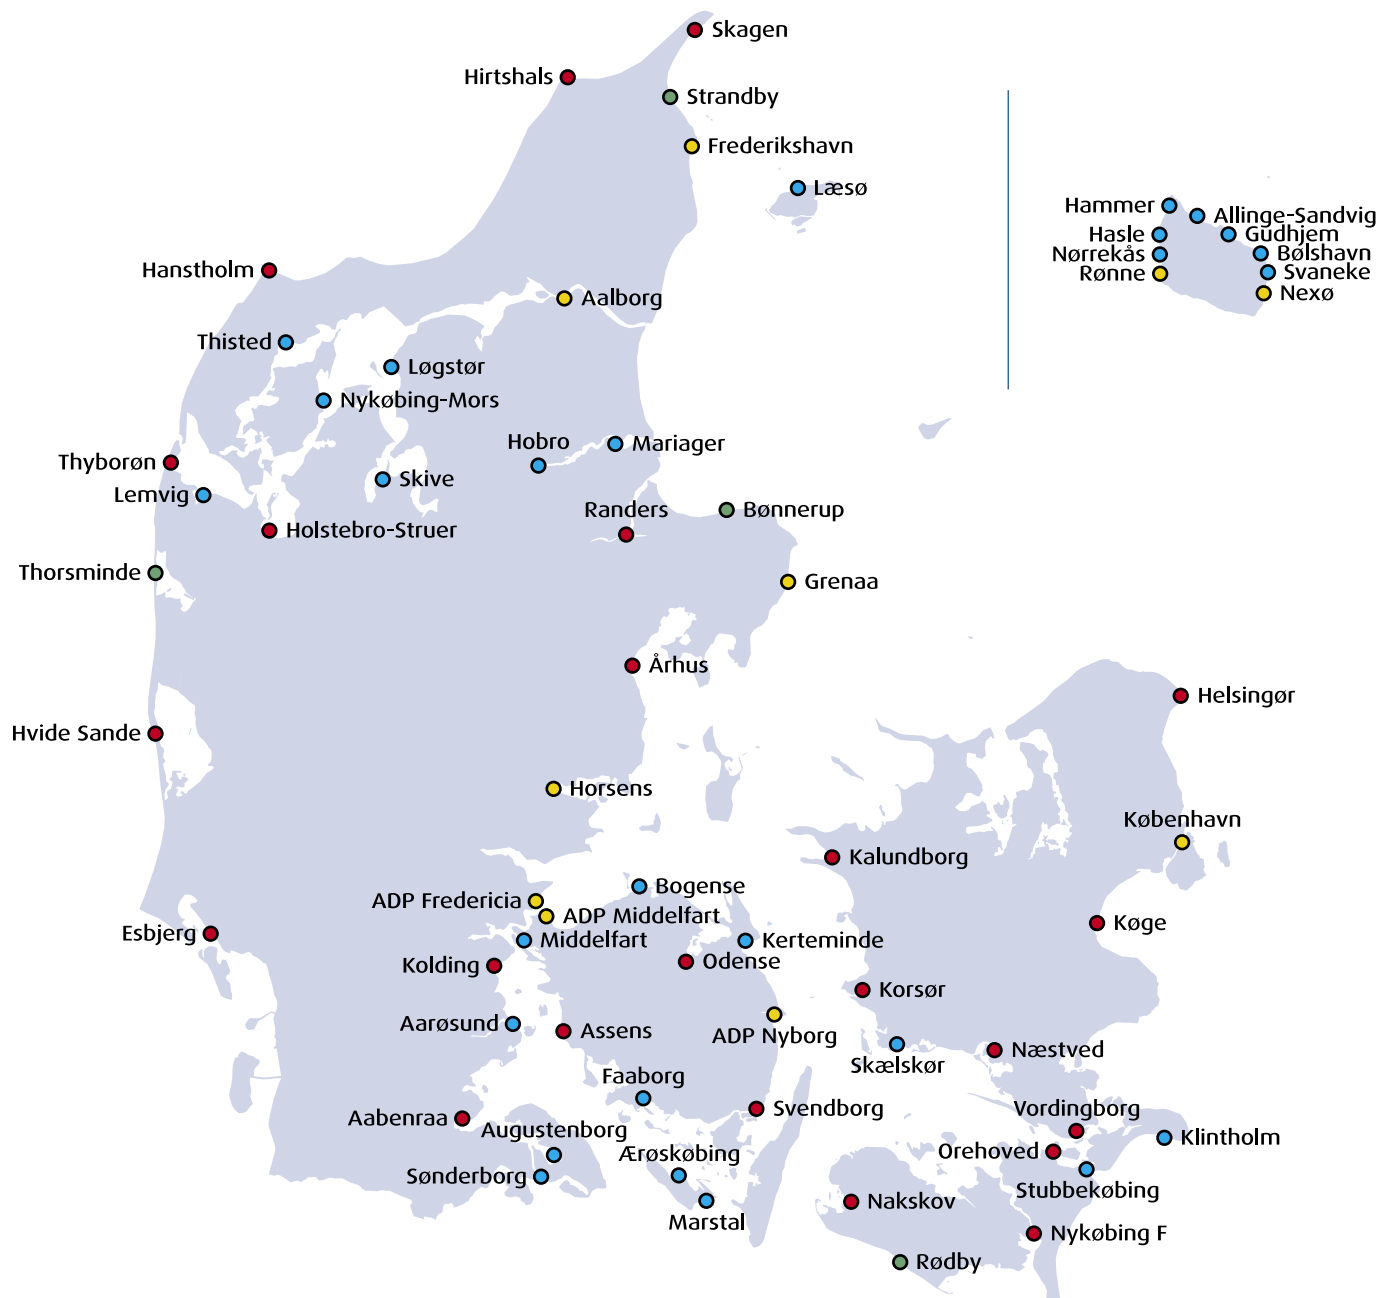 Skagen
Hirtshals
Strandby
Frederikshavn
Læsø
Hammer
Allinge-Sandvig
Hasle
Gudhjem
Nørrekås
Bølshavn
Rønne
Svaneke
Nexø
Hanstholm
Aalborg
Thisted
Løgstør
Nykøbing-Mors
Hobro
Mariager
Thyborøn
Skive
Lemvig
Randers
Bønnerup
Holstebro-Struer
Thorsminde
Grenaa
Århus
Helsingør
Hvide Sande
Horsens
København
Kalundborg
Bogense
ADP Fredericia
ADP Middelfart
Esbjerg
Køge
Middelfart
Kerteminde
Kolding
Odense
Korsør
Aarøsund
Assens
ADP Nyborg
Skælskør
Næstved
Faaborg
Svendborg
Vordingborg
Aabenraa
Augustenborg
Klintholm
Ærøskøbing
Orehoved
Sønderborg
Stubbekøbing
Nakskov
Marstal
Nykøbing F
Rødby